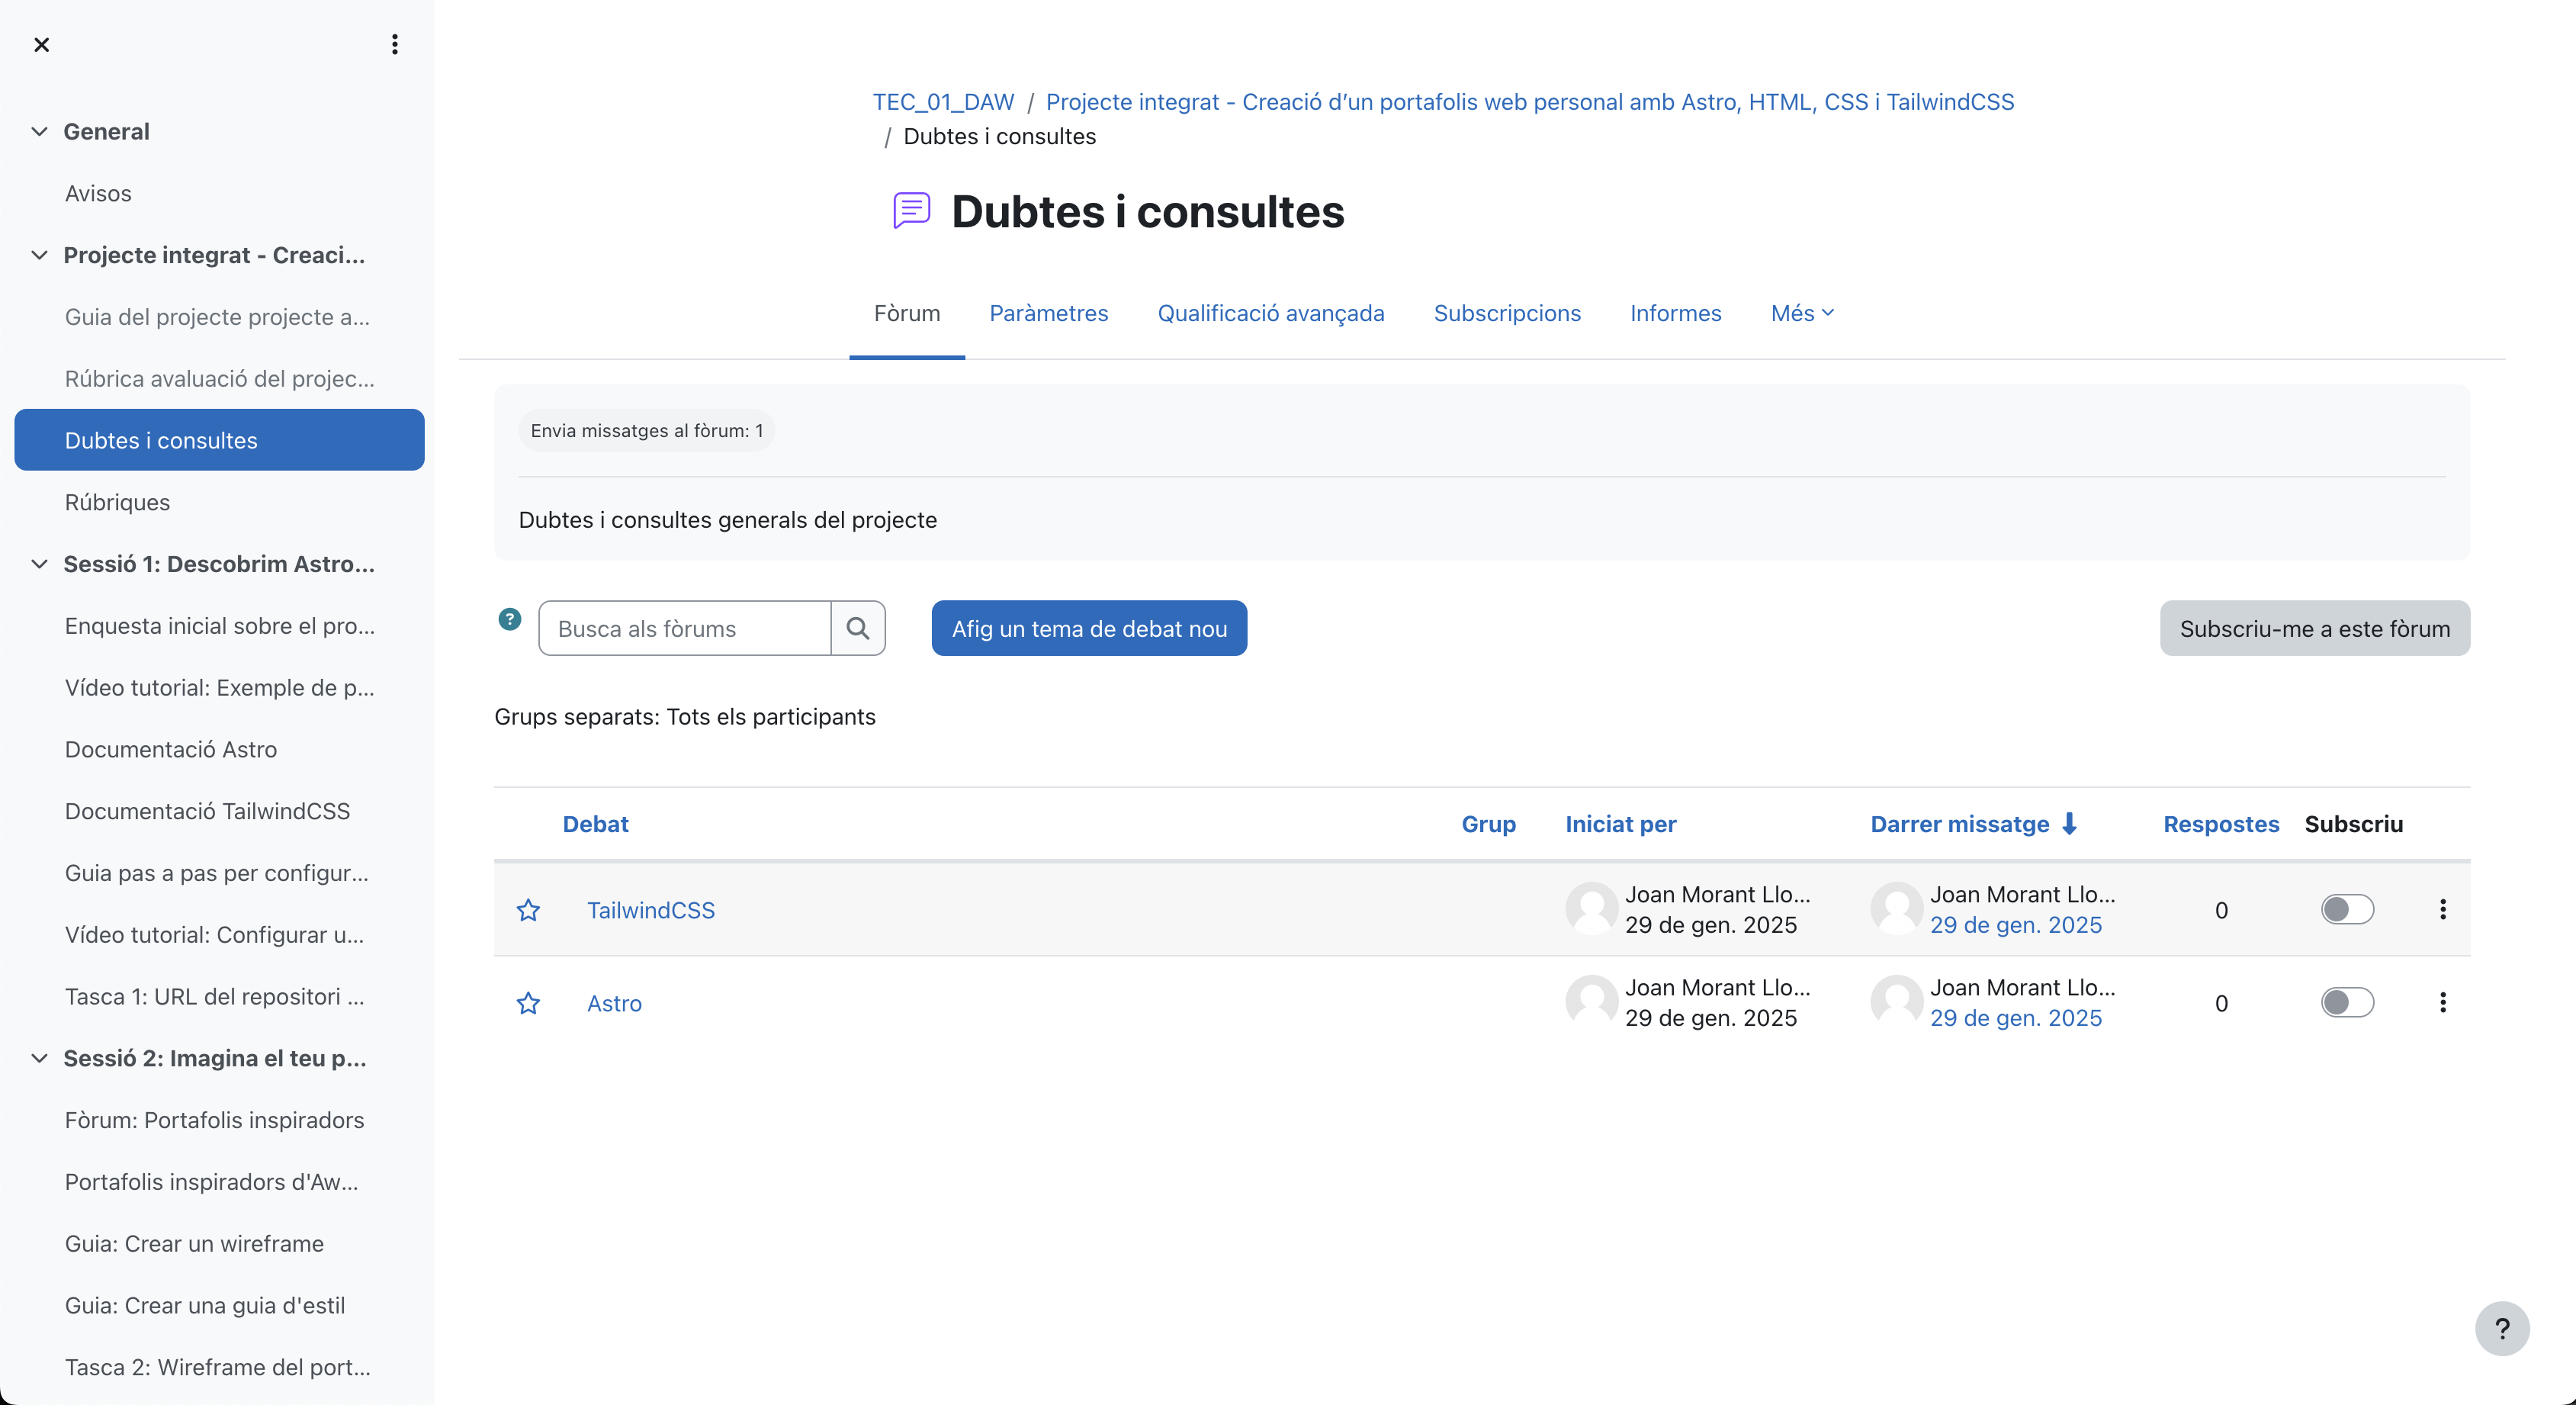 General
Avisos
Projecte integrat - Creaci...
Guia del projecte projecte a...
Rúbrica avaluació del projec...
Dubtes i consultes
Rúbriques
Sessió 1: Descobrim Astro...
Enquesta inicial sobre el pro...
Vídeo tutorial: Exemple de p...
Documentació Astro
Documentació TailwindCSS
Guia pas a pas per configur...
Vídeo tutorial: Configurar u...
Tasca 1: URL del repositori ...
Sessió 2: Imagina el teu p...
Fòrum: Portafolis inspiradors
Portafolis inspiradors d'Aw...
Guia: Crear un wireframe
Guia: Crear una guia d'estil
Tasca 2: Wireframe del port...
TEC_01_DAW / Projecte integrat - Creació d’un portafolis web personal amb Astro, HTML, CSS i TailwindCSS
/ Dubtes i consultes
Dubtes i consultes
Fòrum Paràmetres Qualificació avançada Subscripcions Informes Més
Envia missatges al fòrum: 1
Dubtes i consultes generals del projecte
? Busca als fòrums Afig un tema de debat nou Subscriu-me a este fòrum
Grups separats: Tots els participants
Debat Grup Iniciat per Darrer missatge Respostes Subscriu
TailwindCSS Joan Morant Llo... Joan Morant Llo... 0
29 de gen. 2025 29 de gen. 2025
Astro Joan Morant Llo... Joan Morant Llo... 0
29 de gen. 2025 29 de gen. 2025
?